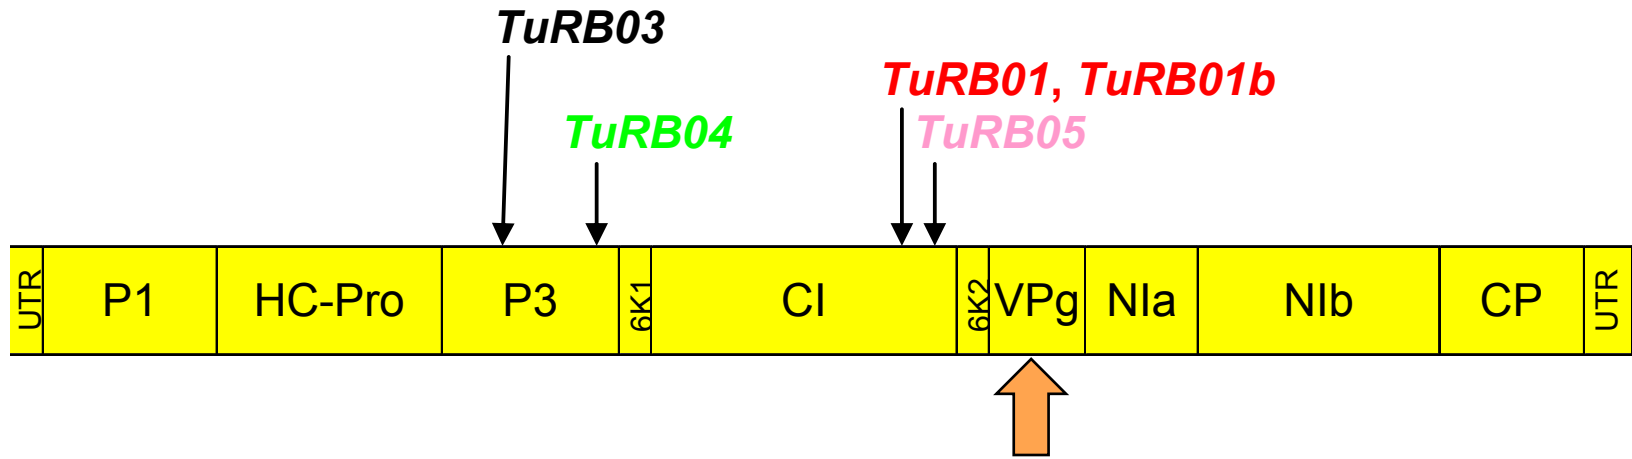 TuRB03
TuRB01, TuRB01b
TuRB04
TuRB05
UTR
P1
HC-Pro
P3
6K1
CI
6K2
VPg
NIa
NIb
CP
UTR